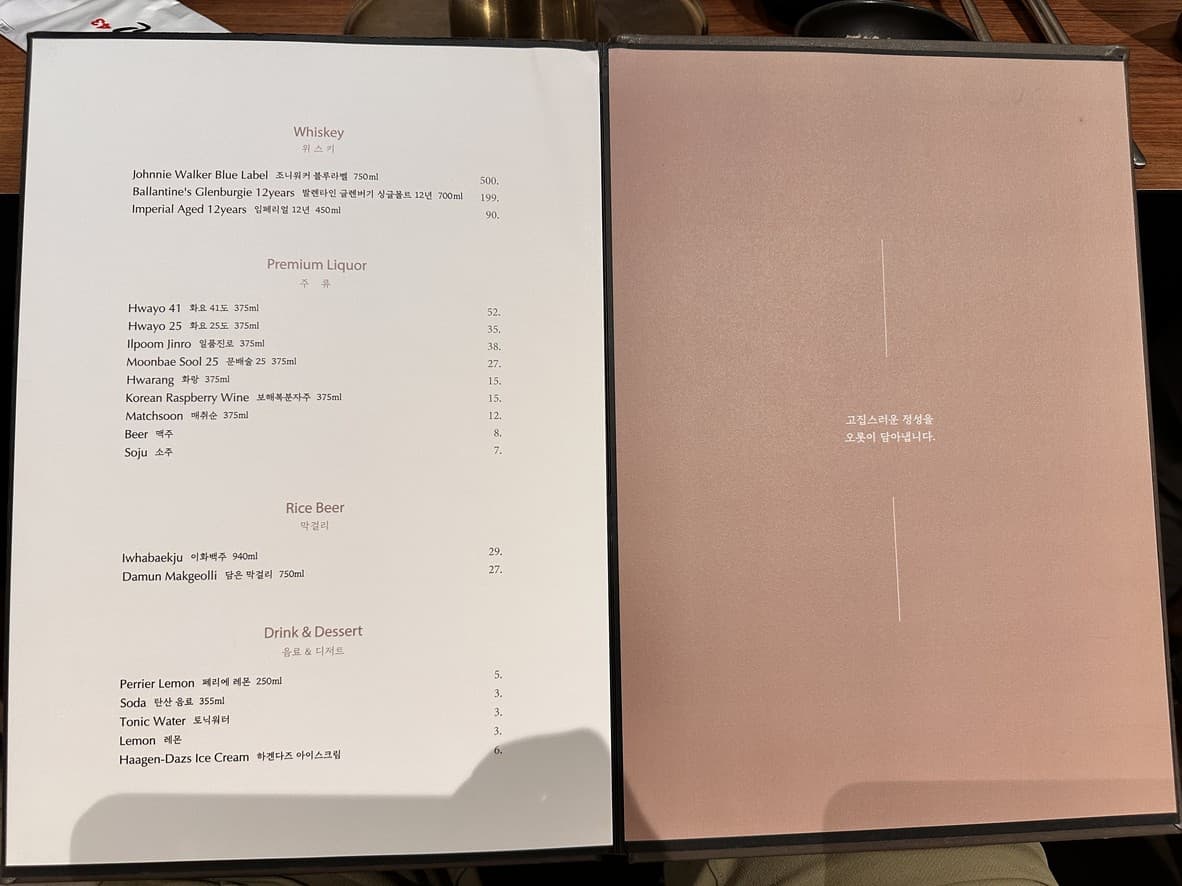 Whiskey
위 스 키
Johnnie Walker Blue Label 조니워커 블루라벨 750ml 500.
Ballantine's Glenburgie 12years 발렌타인 글렌버기 싱글몰트 12년 700ml 199.
Imperial Aged 12years 임페리얼 12년 450ml 90.
Premium Liquor
주 류
Hwayo 41 화요 41도 375ml 52.
Hwayo 25 화요 25도 375ml 35.
Ilpoom Jinro 일품진로 375ml 38.
Moonbae Sool 25 문배술 25 375ml 27.
Hwarang 화랑 375ml 15.
Korean Raspberry Wine 보해복분자주 375ml 15.
Matchsoon 매취순 375ml 12.
Beer 맥주 8.
Soju 소주 7.
Rice Beer
막걸리
Iwhabaekju 이화백주 940ml 29.
Damun Makgeolli 담은 막걸리 750ml 27.
Drink & Dessert
음료 & 디저트
Perrier Lemon 페리에 레몬 250ml 5.
Soda 탄산 음료 355ml 3.
Tonic Water 토닉워터 3.
Lemon 레몬 3.
Haagen-Dazs Ice Cream 하겐다즈 아이스크림 6.
고집스러운 정성을
오롯이 담아냅니다.